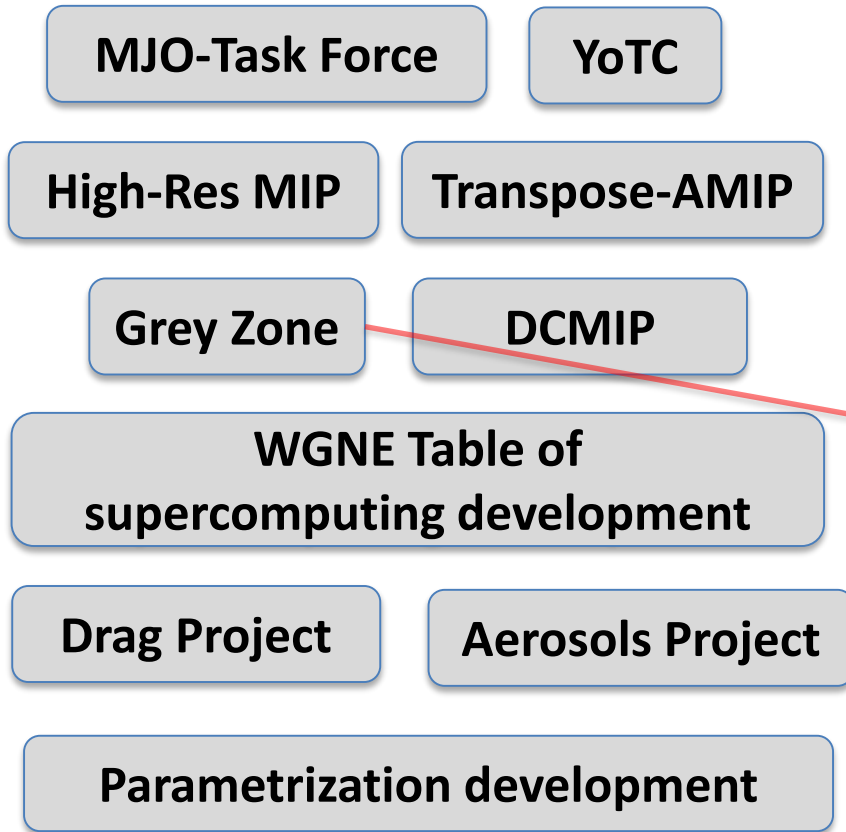 MJO-Task Force
YoTC
High-Res MIP
Transpose-AMIP
Grey Zone
DCMIP
WGNE Table of
supercomputing development
Drag Project
Aerosols Project
Parametrization development